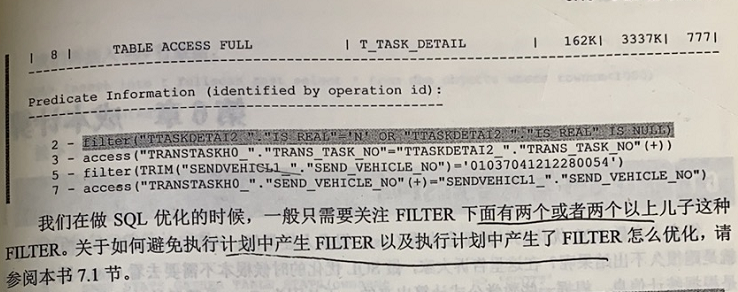 | 8 | TABLE ACCESS FULL | T_TASK_DETAIL | 162K| 3337K| 777|
Predicate Information (identified by operation id):
2 - filter("TTASKDETAI2_"."IS_REAL"='N' OR "TTASKDETAI2_"."IS_REAL" IS NULL)
3 - access("TRANSTASKH0_"."TRANS_TASK_NO"="TTASKDETAI2_"."TRANS_TASK_NO"(+))
5 - filter(TRIM("SENDVEHICL1_"."SEND_VEHICLE_NO")='01037041212280054')
7 - access("TRANSTASKH0_"."SEND_VEHICLE_NO"(+)="SENDVEHICL1_"."SEND_VEHICLE_NO")
我们在做 SQL 优化的时候，一般只需要关注 FILTER 下面有两个或者两个以上儿子这种
FILTER。关于如何避免执行计划中产生 FILTER 以及执行计划中产生了 FILTER 怎么优化，请
参阅本书 7.1 节。